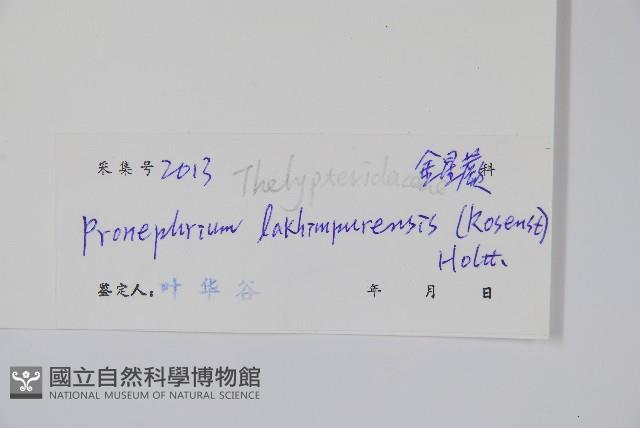 采集号 2013 Thelypteridaceae 金星蕨科
Pronephrium lakhimpurensis (Rosenst)
Holtt.
鉴定人: 叶华谷 年 月 日
國立自然科學博物館
NATIONAL MUSEUM OF NATURAL SCIENCE